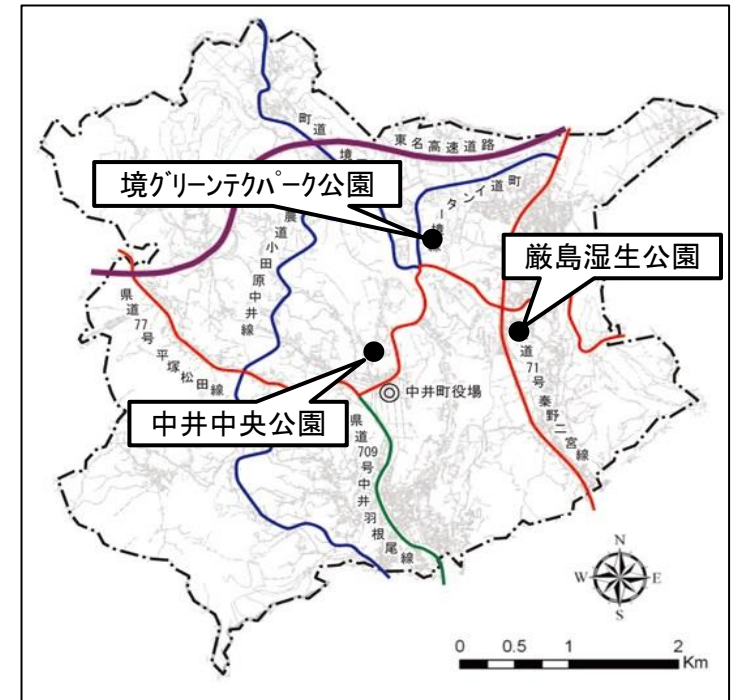 東名高速道路
町道
境
境グリーンテクパーク公園
町道インター境線
農道小田原中井線
厳島湿生公園
県道77号平塚松田線
中井中央公園
中井町役場
道71号秦野二宮線
県道709号中井羽根尾線
N
W
E
S
0 0.5 1 2
Km